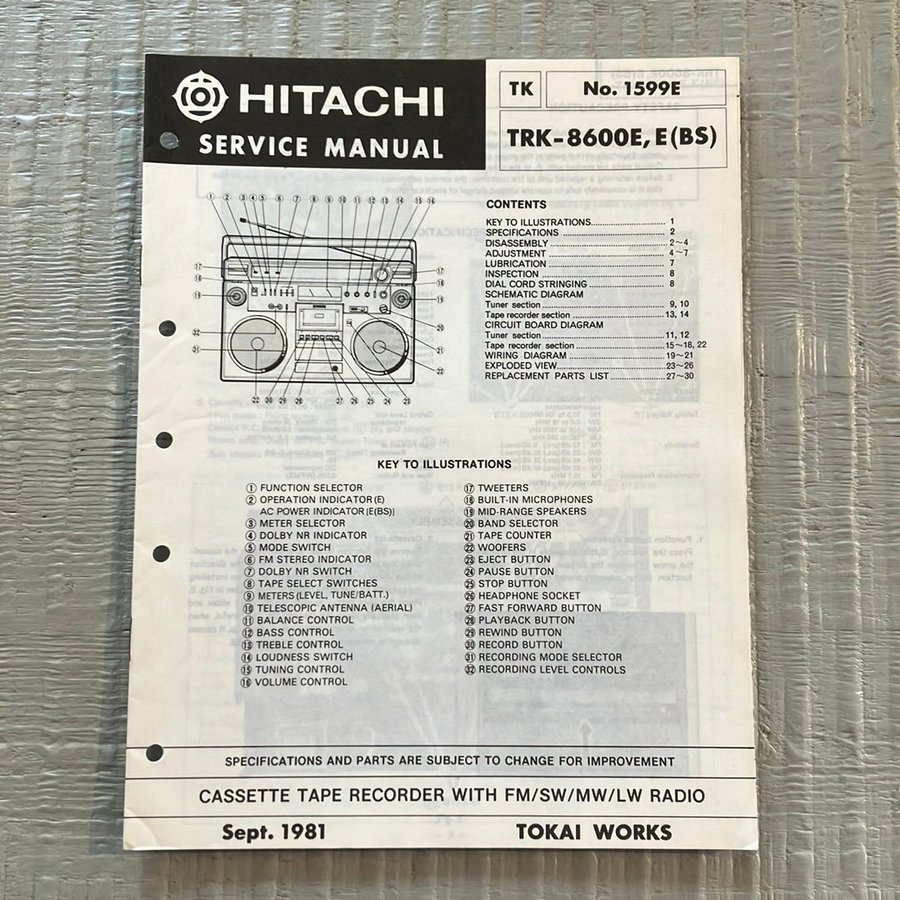 HITACHI
SERVICE MANUAL
TK
No. 1599E
TRK-8600E, E(BS)
CONTENTS
KEY TO ILLUSTRATIONS 1
SPECIFICATIONS 2
DISASSEMBLY 2~4
ADJUSTMENT 4~7
LUBRICATION 7
INSPECTION 8
DIAL CORD STRINGING 8
SCHEMATIC DIAGRAM
Tuner section 9, 10
Tape recorder section 13, 14
CIRCUIT BOARD DIAGRAM
Tuner section 11, 12
Tape recorder section 15~18, 22
WIRING DIAGRAM 19~21
EXPLODED VIEW 23~26
REPLACEMENT PARTS LIST 27~30
KEY TO ILLUSTRATIONS
① FUNCTION SELECTOR
② OPERATION INDICATOR (E)
AC POWER INDICATOR [E(BS)]
③ METER SELECTOR
④ DOLBY NR INDICATOR
⑤ MODE SWITCH
⑥ FM STEREO INDICATOR
⑦ DOLBY NR SWITCH
⑧ TAPE SELECT SWITCHES
⑨ METERS (LEVEL, TUNE/BATT.)
⑩ TELESCOPIC ANTENNA (AERIAL)
⑪ BALANCE CONTROL
⑫ BASS CONTROL
⑬ TREBLE CONTROL
⑭ LOUDNESS SWITCH
⑮ TUNING CONTROL
⑯ VOLUME CONTROL
⑰ TWEETERS
⑱ BUILT-IN MICROPHONES
⑲ MID-RANGE SPEAKERS
⑳ BAND SELECTOR
㉑ TAPE COUNTER
㉒ WOOFERS
㉓ EJECT BUTTON
㉔ PAUSE BUTTON
㉕ STOP BUTTON
㉖ HEADPHONE SOCKET
㉗ FAST FORWARD BUTTON
㉘ PLAYBACK BUTTON
㉙ REWIND BUTTON
㉚ RECORD BUTTON
㉛ RECORDING MODE SELECTOR
㉜ RECORDING LEVEL CONTROLS
SPECIFICATIONS AND PARTS ARE SUBJECT TO CHANGE FOR IMPROVEMENT
CASSETTE TAPE RECORDER WITH FM/SW/MW/LW RADIO
Sept. 1981
TOKAI WORKS